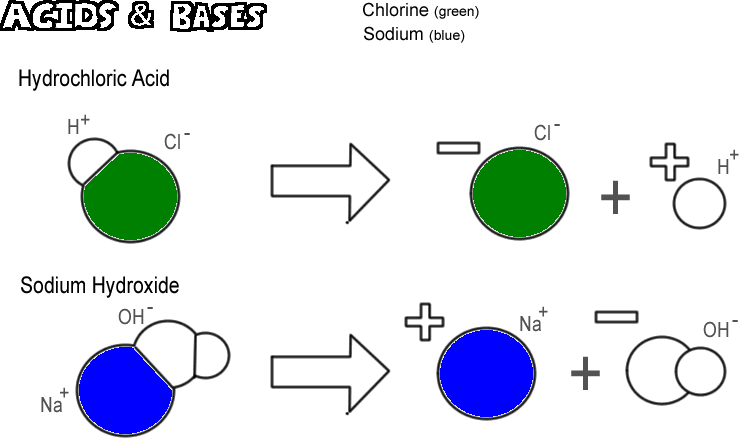 ACIDS & BASES
Chlorine (green)
Sodium (blue)
Hydrochloric Acid
H+
Cl-
Cl-
+
H+
Sodium Hydroxide
OH-
Na+
Na+
+
OH-